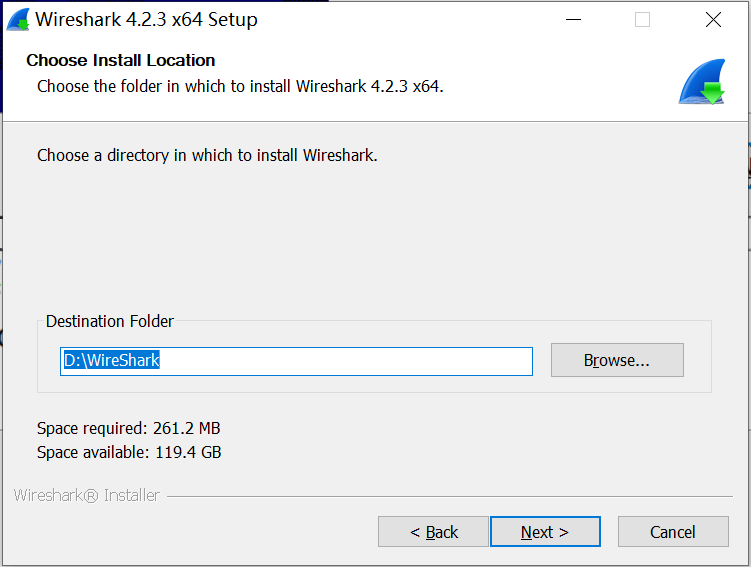 Wireshark 4.2.3 x64 Setup
Choose Install Location
Choose the folder in which to install Wireshark 4.2.3 x64.
Choose a directory in which to install Wireshark.
Destination Folder
D:\WireShark
Browse...
Space required: 261.2 MB
Space available: 119.4 GB
Wireshark® Installer
< Back
Next >
Cancel